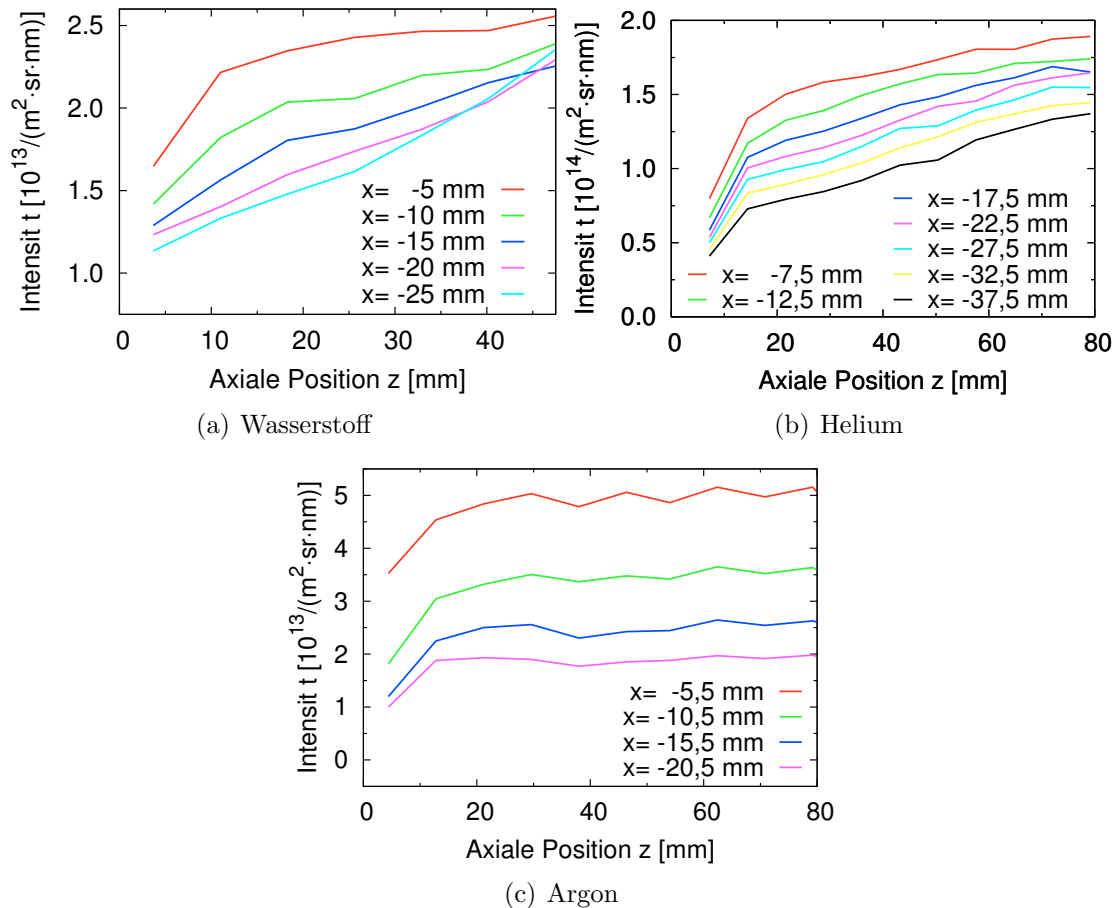 Intensit t [10^13/(m^2·sr·nm)]
2.5
2.0
1.5
1.0
x= -5 mm
x= -10 mm
x= -15 mm
x= -20 mm
x= -25 mm
0 10 20 30 40
Axiale Position z [mm]
(a) Wasserstoff
Intensit t [10^14/(m^2·sr·nm)]
2.0
1.5
1.0
0.5
0.0
x= -7,5 mm
x= -12,5 mm
x= -17,5 mm
x= -22,5 mm
x= -27,5 mm
x= -32,5 mm
x= -37,5 mm
0 20 40 60 80
Axiale Position z [mm]
(b) Helium
Intensit t [10^13/(m^2·sr·nm)]
5
4
3
2
1
0
x= -5,5 mm
x= -10,5 mm
x= -15,5 mm
x= -20,5 mm
0 20 40 60 80
Axiale Position z [mm]
(c) Argon